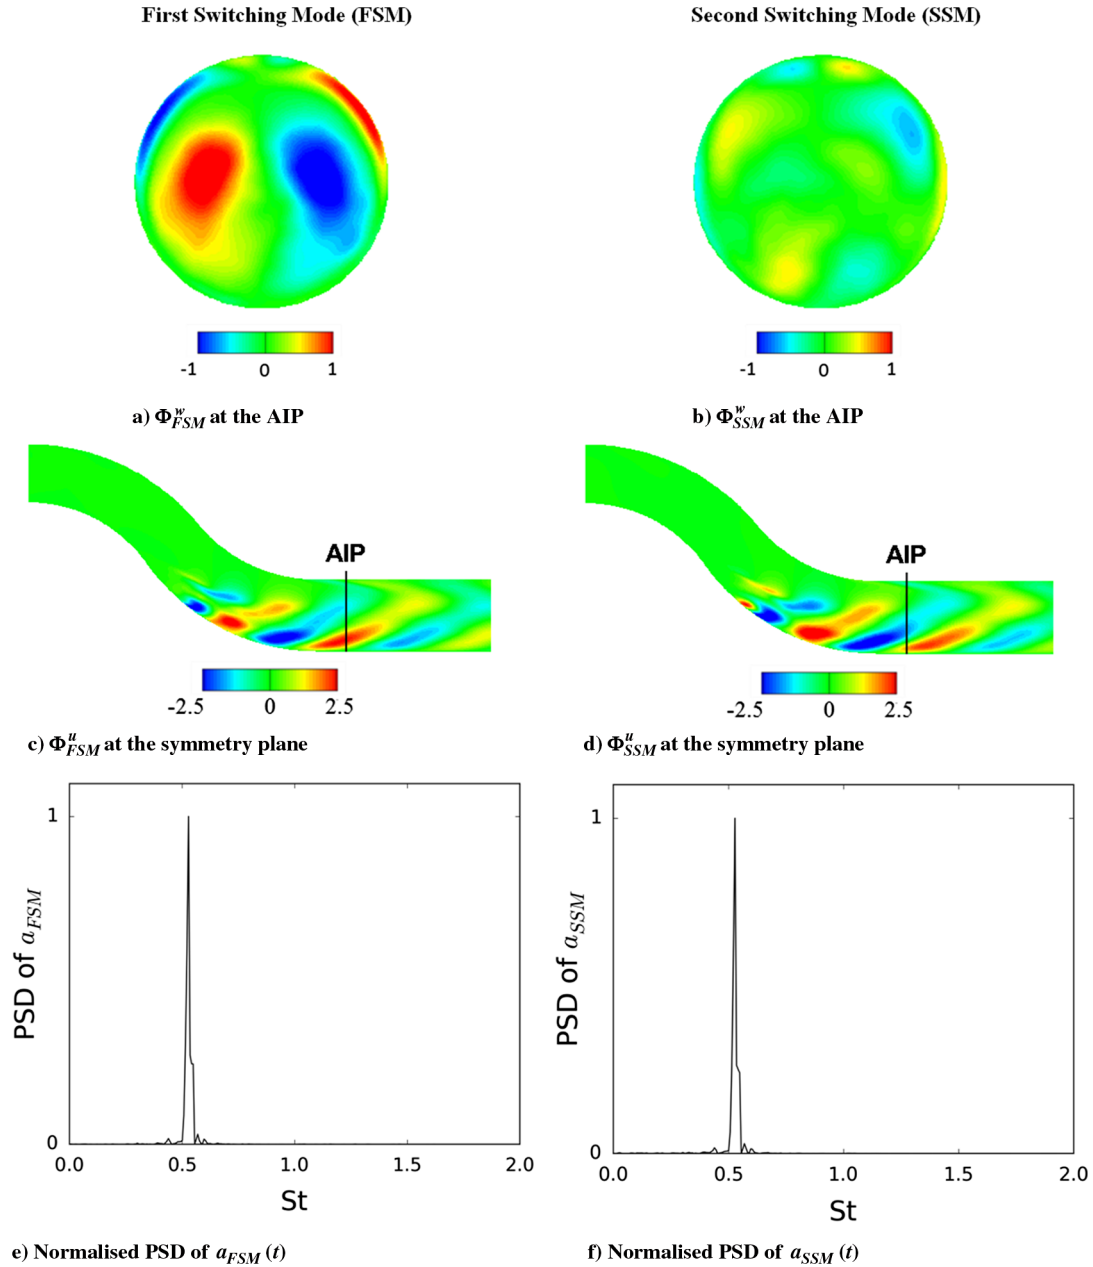 First Switching Mode (FSM)
Second Switching Mode (SSM)
-1 0 1
-1 0 1
a) Φ^w_FSM at the AIP
b) Φ^w_SSM at the AIP
AIP
AIP
-2.5 0 2.5
-2.5 0 2.5
c) Φ^u_FSM at the symmetry plane
d) Φ^u_SSM at the symmetry plane
1
PSD of a_FSM
0
0.0 0.5 1.0 1.5 2.0
St
1
PSD of a_SSM
0
0.0 0.5 1.0 1.5 2.0
St
e) Normalised PSD of a_FSM (t)
f) Normalised PSD of a_SSM (t)